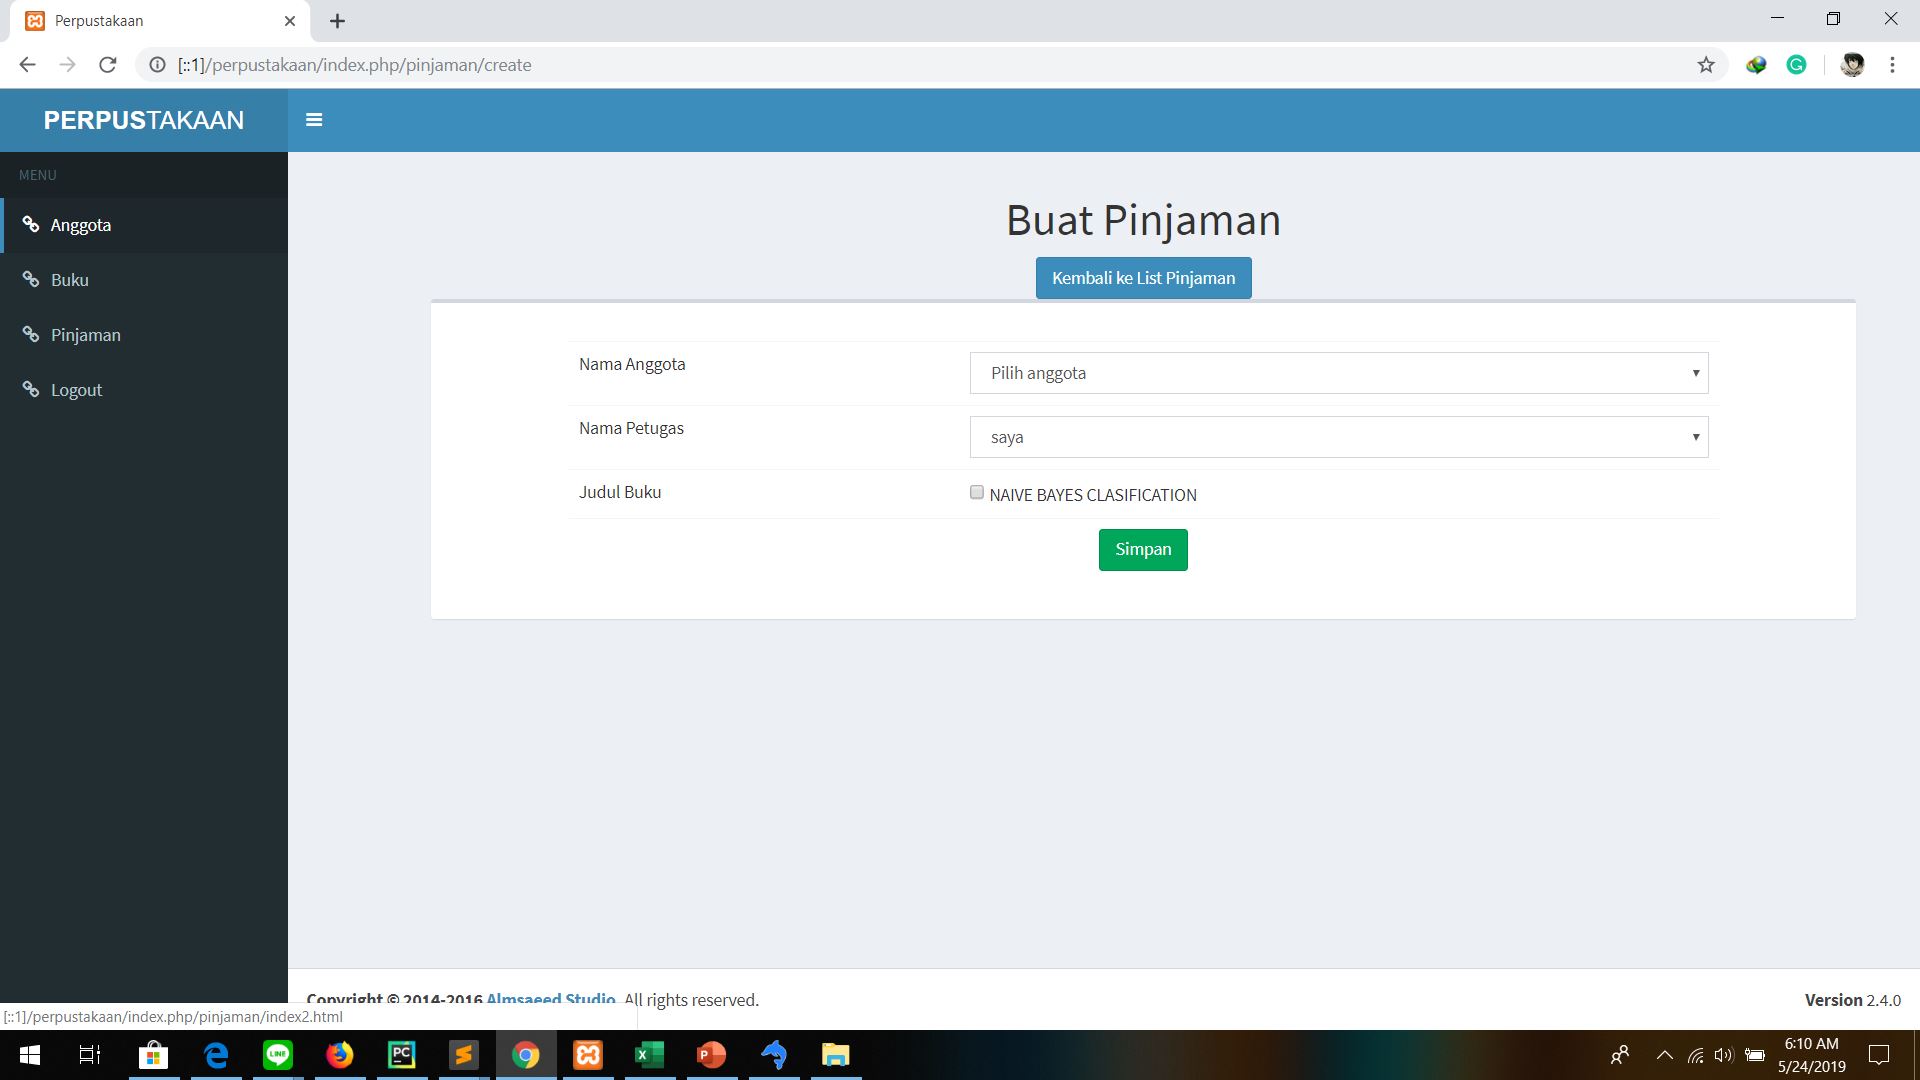 Perpustakaan
[::1]/perpustakaan/index.php/pinjaman/create
PERPUSTAKAAN
MENU
Anggota
Buku
Pinjaman
Logout
Buat Pinjaman
Kembali ke List Pinjaman
Nama Anggota
Pilih anggota
Nama Petugas
saya
Judul Buku
NAIVE BAYES CLASIFICATION
Simpan
Copyright © 2014-2016 Almsaeed Studio. All rights reserved.
Version 2.4.0
[::1]/perpustakaan/index.php/pinjaman/index2.html
LINE
PC
X
P
6:10 AM
5/24/2019